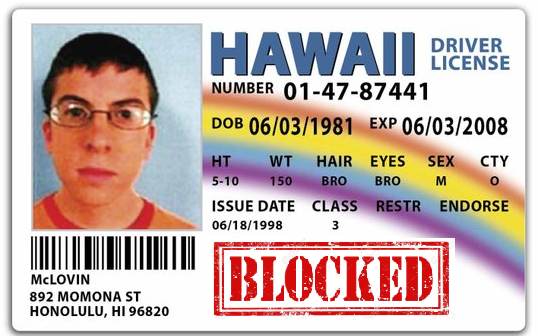 HAWAII DRIVER
LICENSE
NUMBER 01-47-87441
DOB 06/03/1981 EXP 06/03/2008
HT WT HAIR EYES SEX CTY
5-10 150 BRO BRO M O
ISSUE DATE CLASS RESTR ENDORSE
06/18/1998 3
BLOCKED
McLOVIN
892 MOMONA ST
HONOLULU, HI 96820